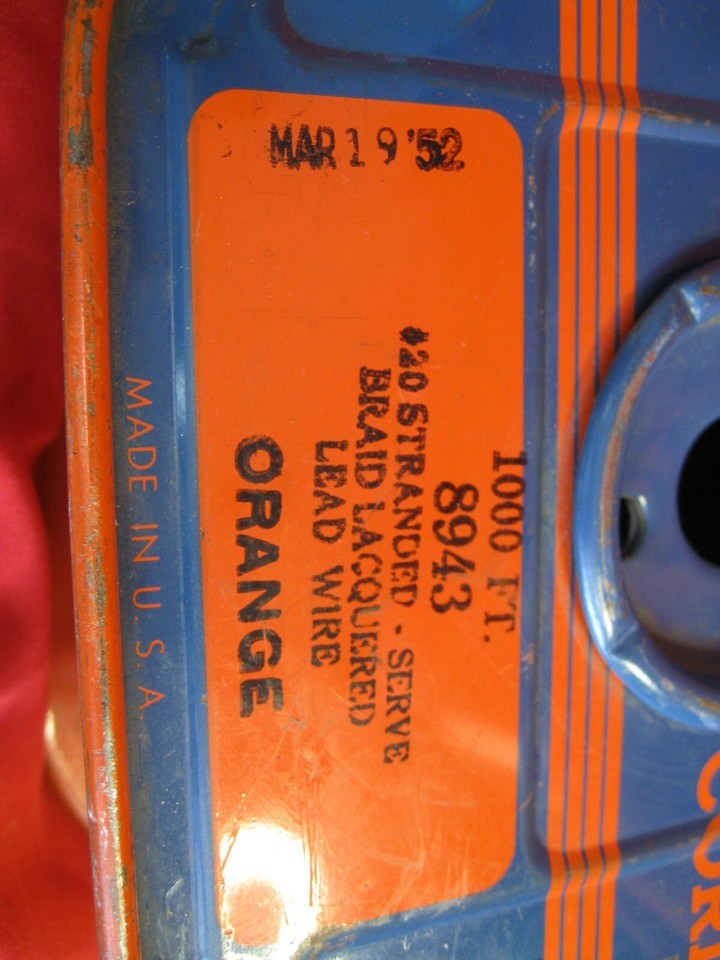 MAR 19 '52
1000 FT.
8943
#20 STRANDED - SERVE
BRAID LACQUERED
LEAD WIRE
ORANGE
MADE IN U. S. A.